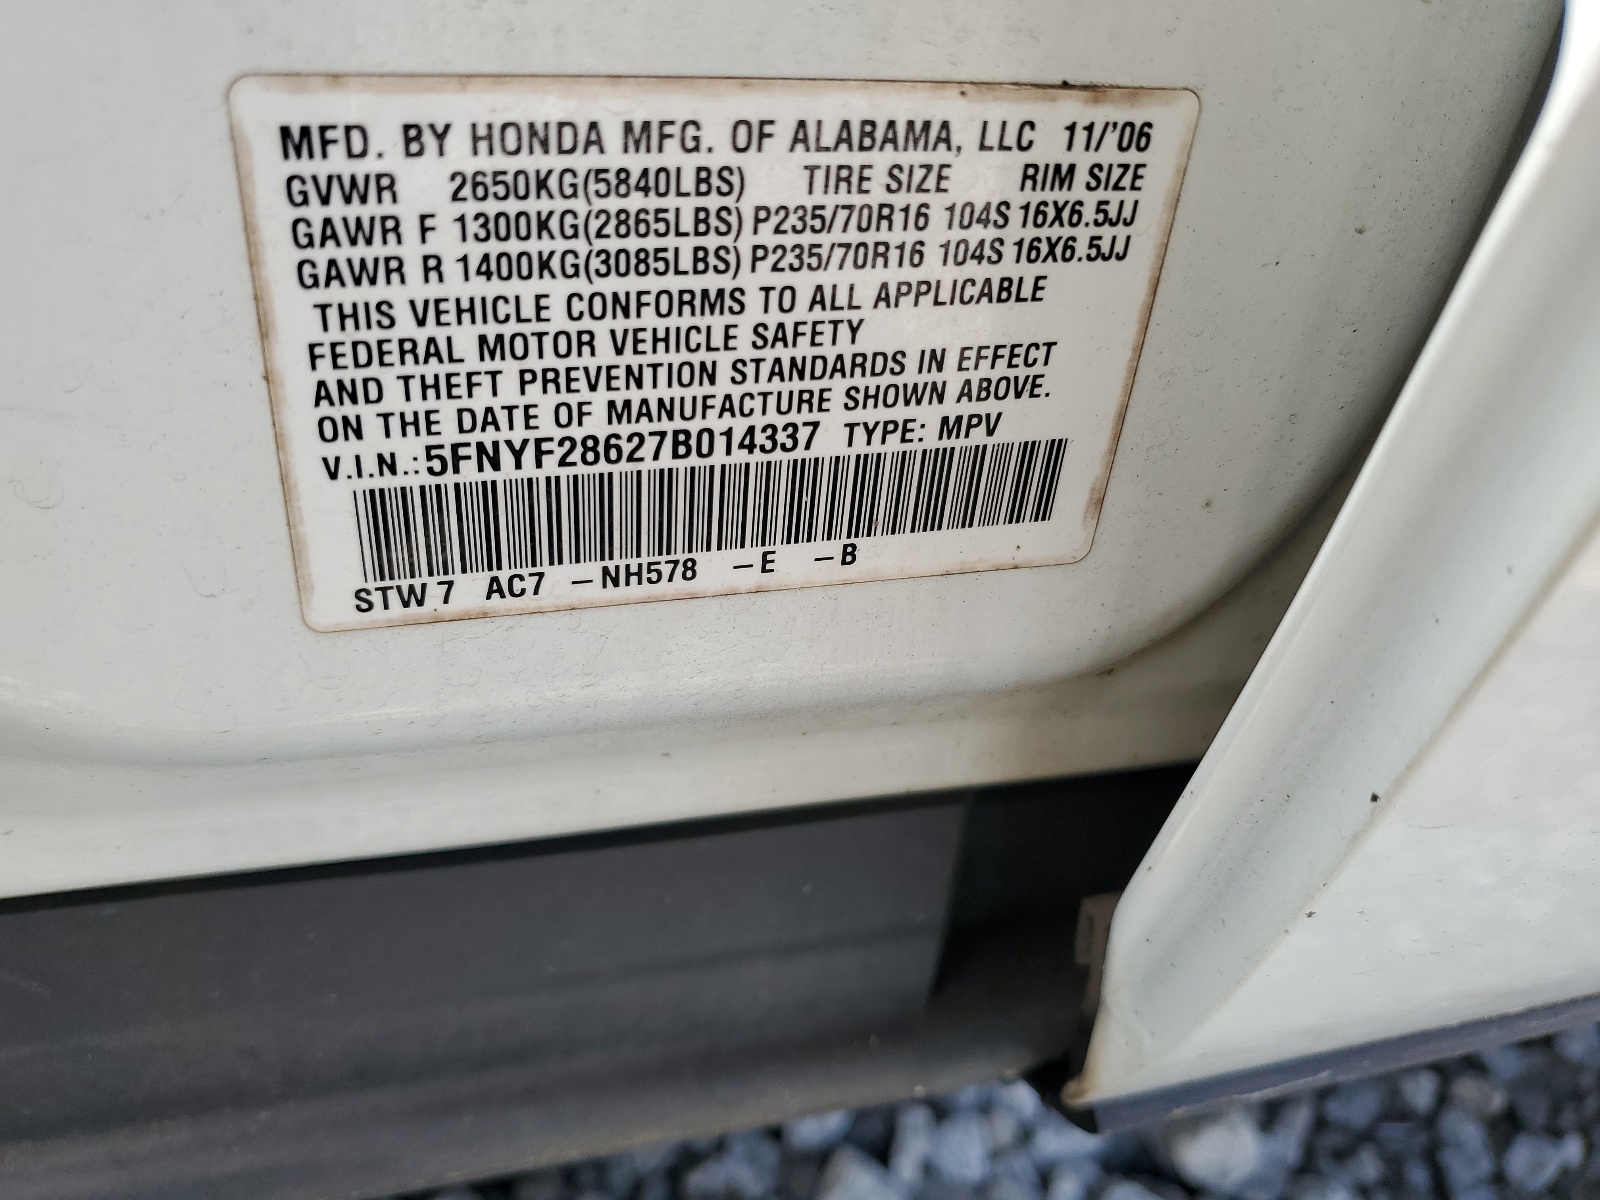 MFD. BY HONDA MFG. OF ALABAMA, LLC 11/'06
GVWR 2650KG(5840LBS) TIRE SIZE RIM SIZE
GAWR F 1300KG(2865LBS) P235/70R16 104S 16X6.5JJ
GAWR R 1400KG(3085LBS) P235/70R16 104S 16X6.5JJ
THIS VEHICLE CONFORMS TO ALL APPLICABLE
FEDERAL MOTOR VEHICLE SAFETY
AND THEFT PREVENTION STANDARDS IN EFFECT
ON THE DATE OF MANUFACTURE SHOWN ABOVE.
V.I.N.: 5FNYF28627B014337 TYPE: MPV
STW 7 AC7 -NH578 -E -B